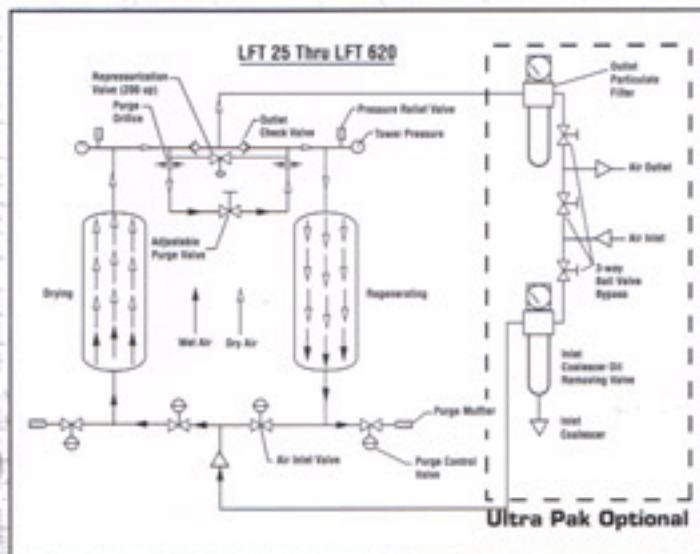 LFT 25 Thru LFT 620
Repressurization
Valve (200 up)
Purge
Orifice
Outlet
Check Valve
Pressure Relief Valve
Tower Pressure
Outlet
Particulate
Filter
Air Outlet
Air Inlet
3-way
Ball Valve
Bypass
Adjustable
Purge Valve
Drying
Regenerating
Wet Air
Dry Air
Inlet
Coalescer Oil
Removing Valve
Inlet
Coalescer
Purge Muffler
Air Inlet Valve
Purge Control
Valve
Ultra Pak Optional